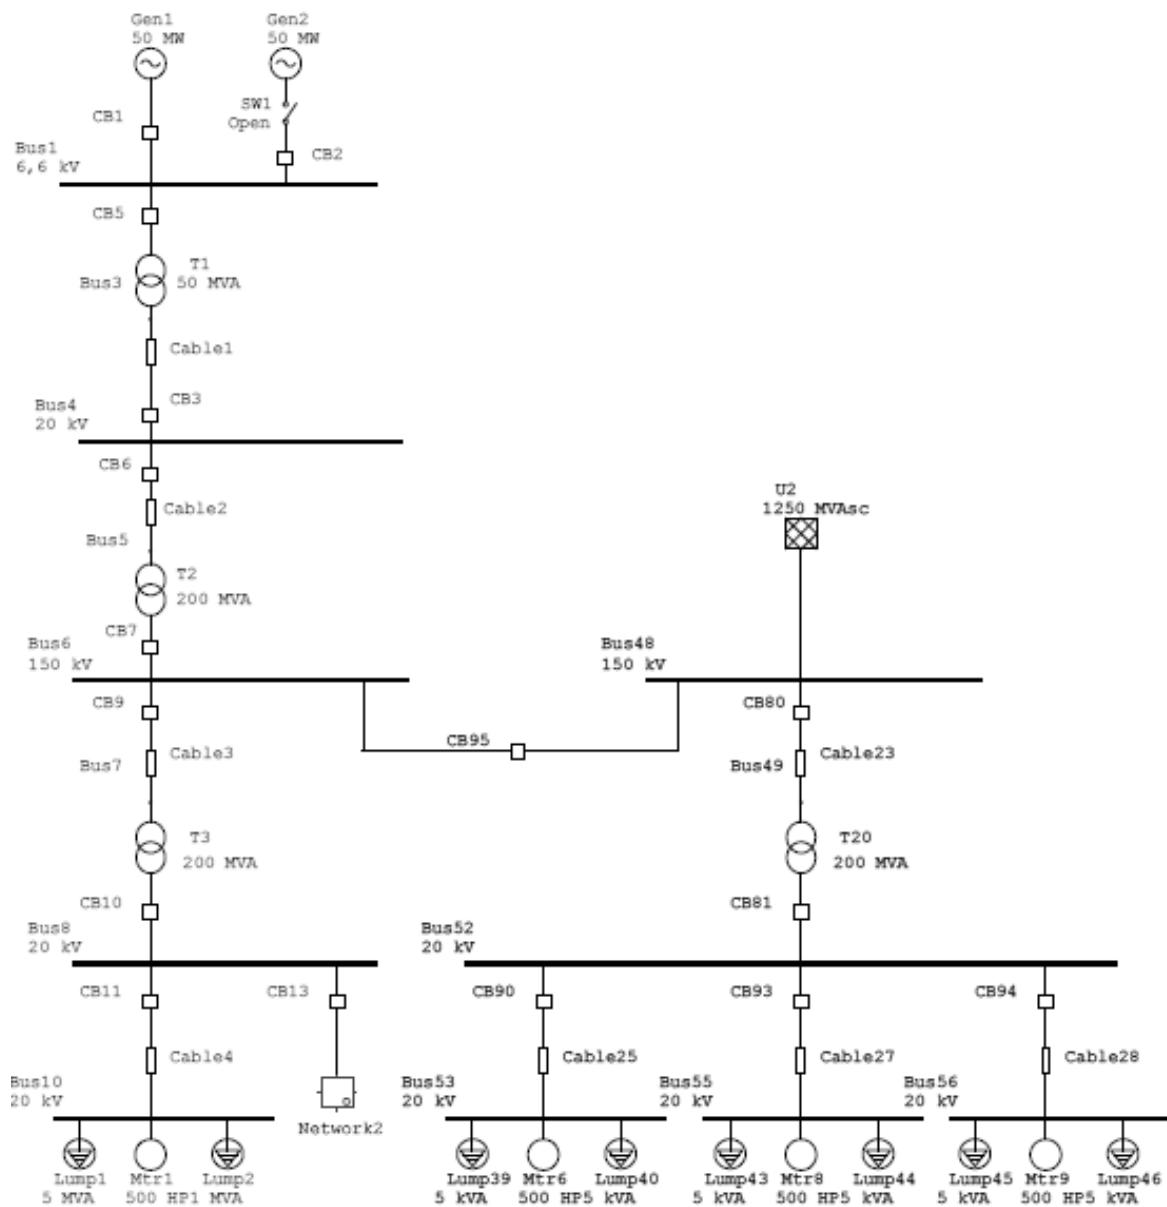 Gen1 Gen2
50 MW 50 MW
SW1
CB1
Open
Bus1 CB2
6,6 kV
CB5
T1
Bus3 50 MVA
Cable1
CB3
Bus4
20 kV
CB6
U2
Cable2 1250 MVAsc
Bus5
T2
200 MVA
CB7
Bus6 Bus48
150 kV 150 kV
CB9 CB80
CB95
Cable3 Cable23
Bus7 Bus49
T3 T20
200 MVA 200 MVA
CB10 CB81
Bus8 Bus52
20 kV 20 kV
CB11 CB13 CB90 CB93 CB94
Cable4 Cable25 Cable27 Cable28
Bus10 Bus53 Bus55 Bus56
20 kV 20 kV 20 kV 20 kV
Network2
Lump1 Mtr1 Lump2 Lump39 Mtr6 Lump40 Lump43 Mtr8 Lump44 Lump45 Mtr9 Lump46
5 MVA 500 HP1 MVA 5 kVA 500 HP5 kVA 5 kVA 500 HP5 kVA 5 kVA 500 HP5 kVA